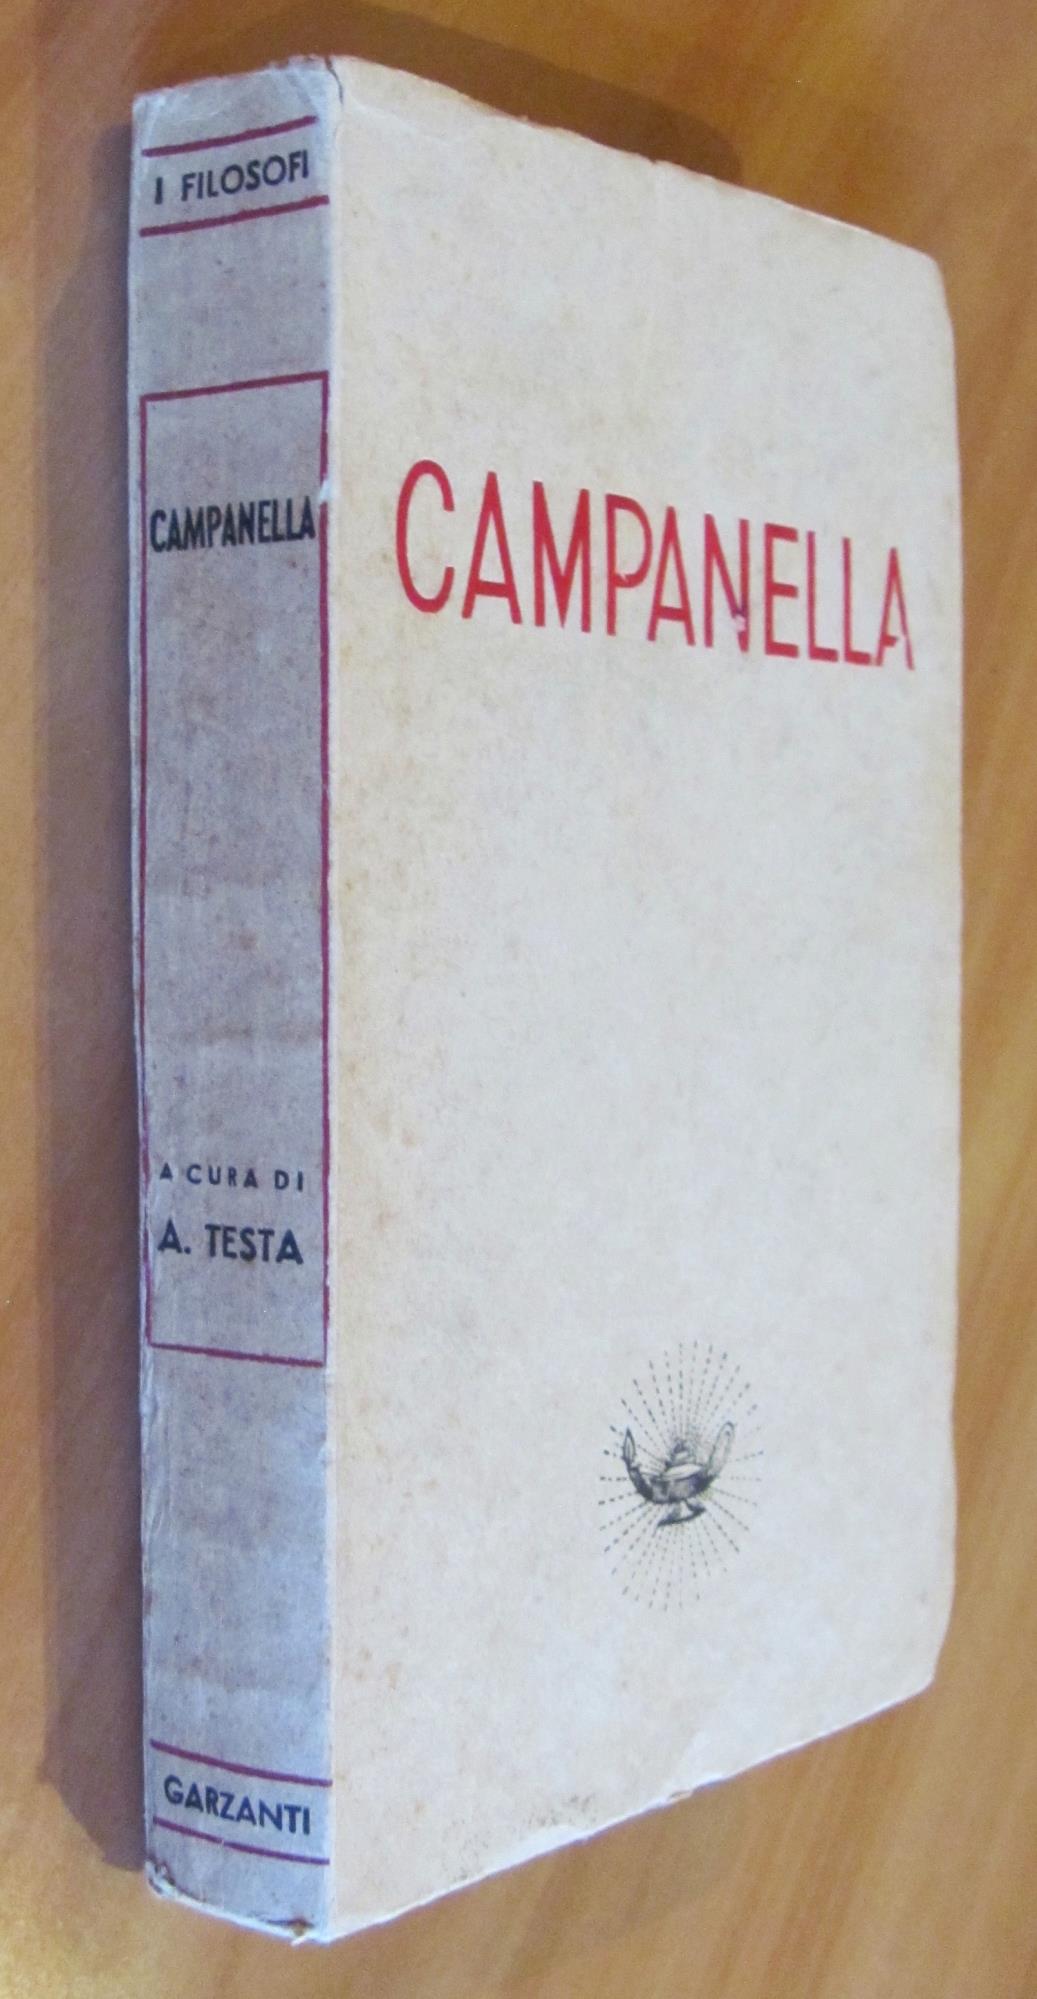 I FILOSOFI
CAMPANELLA
A CURA DI
A. TESTA
GARZANTI
CAMPANELLA